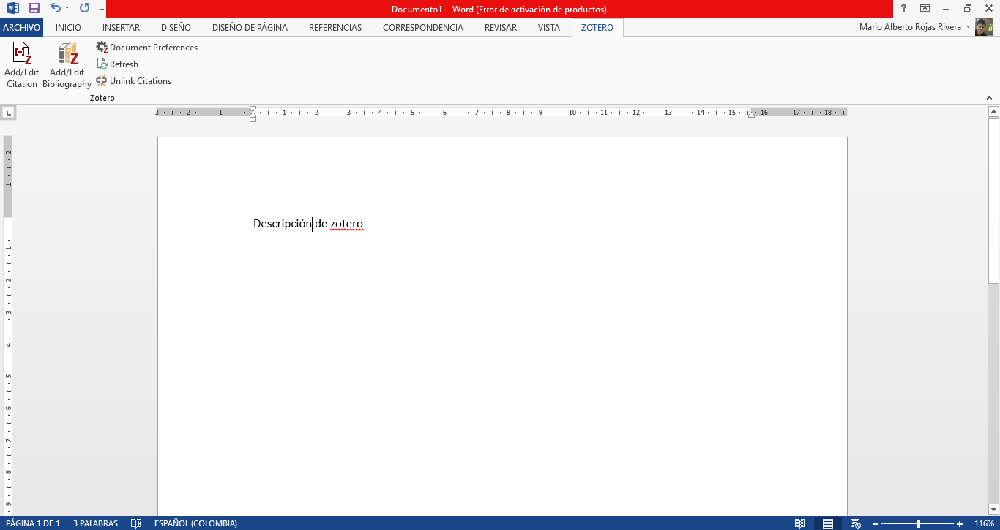 Documento1 - Word (Error de activación de productos)
ARCHIVO INICIO INSERTAR DISEÑO DISEÑO DE PÁGINA REFERENCIAS CORRESPONDENCIA REVISAR VISTA ZOTERO Mario Alberto Rojas Rivera
Add/Edit Citation
Add/Edit Bibliography
Document Preferences
Refresh
Unlink Citations
Zotero
3 2 1 1 2 3 4 5 6 7 8 9 10 11 12 13 14 15 16 17 18
2
1
1
2
3
4
5
6
7
8
9
Descripción de zotero
PÁGINA 1 DE 1 3 PALABRAS ESPAÑOL (COLOMBIA) 116%